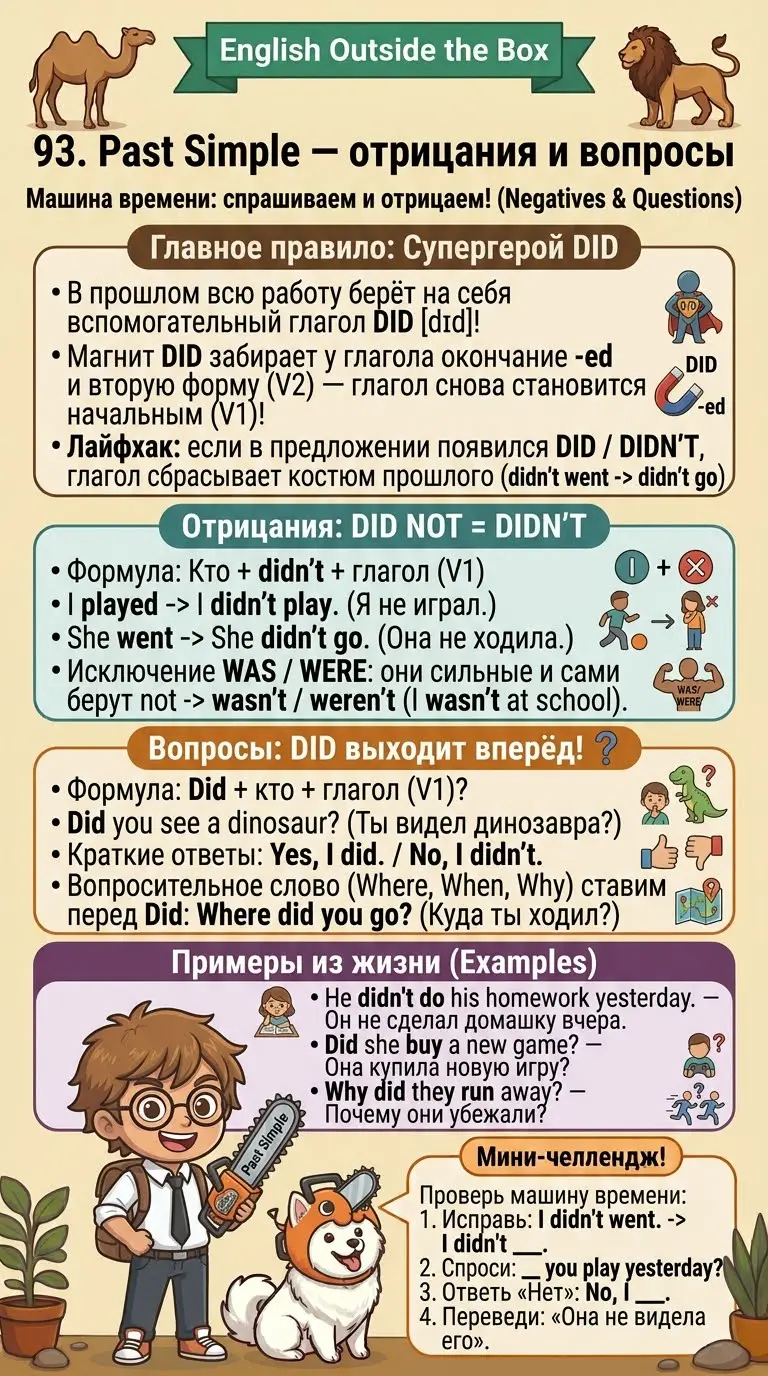 English Outside the Box
93. Past Simple — отрицания и вопросы
Машина времени: спрашиваем и отрицаем! (Negatives & Questions)
Главное правило: Супергерой DID
• В прошлом всю работу берёт на себя
вспомогательный глагол DID [dɪd]!
• Магнит DID забирает у глагола окончание -ed
и вторую форму (V2) — глагол снова становится
начальным (V1)!
DID
-ed
• Лайфхак: если в предложении появился DID / DIDN'T,
глагол сбрасывает костюм прошлого (didn't went -> didn't go)
Отрицания: DID NOT = DIDN'T
• Формула: Кто + didn't + глагол (V1)
I +
• I played -> I didn't play. (Я не играл.)
• She went -> She didn't go. (Она не ходила.)
• Исключение WAS / WERE: они сильные и сами
берут not -> wasn't / weren't (I wasn't at school).
WAS/
WERE
Вопросы: DID выходит вперёд! ?
• Формула: Did + кто + глагол (V1)?
• Did you see a dinosaur? (Ты видел динозавра?)
• Краткие ответы: Yes, I did. / No, I didn't.
• Вопросительное слово (Where, When, Why) ставим
перед Did: Where did you go? (Куда ты ходил?)
Примеры из жизни (Examples)
• He didn't do his homework yesterday. —
Он не сделал домашку вчера.
• Did she buy a new game? —
Она купила новую игру?
• Why did they run away? —
Почему они убежали?
Past Simple
Мини-челлендж!
Проверь машину времени:
1. Исправь: I didn't went. ->
I didn't ___.
2. Спроси: __ you play yesterday?
3. Ответь «Нет»: No, I ___.
4. Переведи: «Она не видела
его».